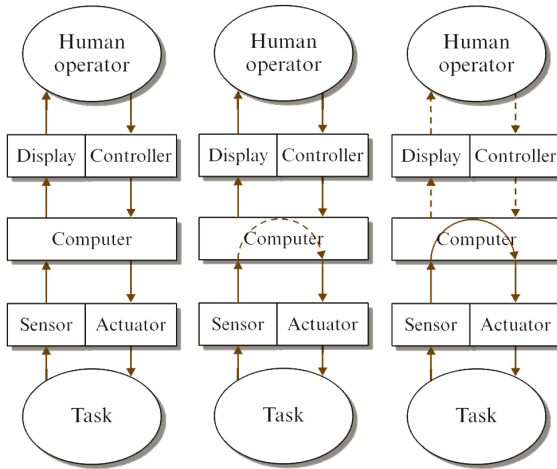 Human
operator
Display
Controller
Computer
Sensor
Actuator
Task
Human
operator
Display
Controller
Computer
Sensor
Actuator
Task
Human
operator
Display
Controller
Computer
Sensor
Actuator
Task